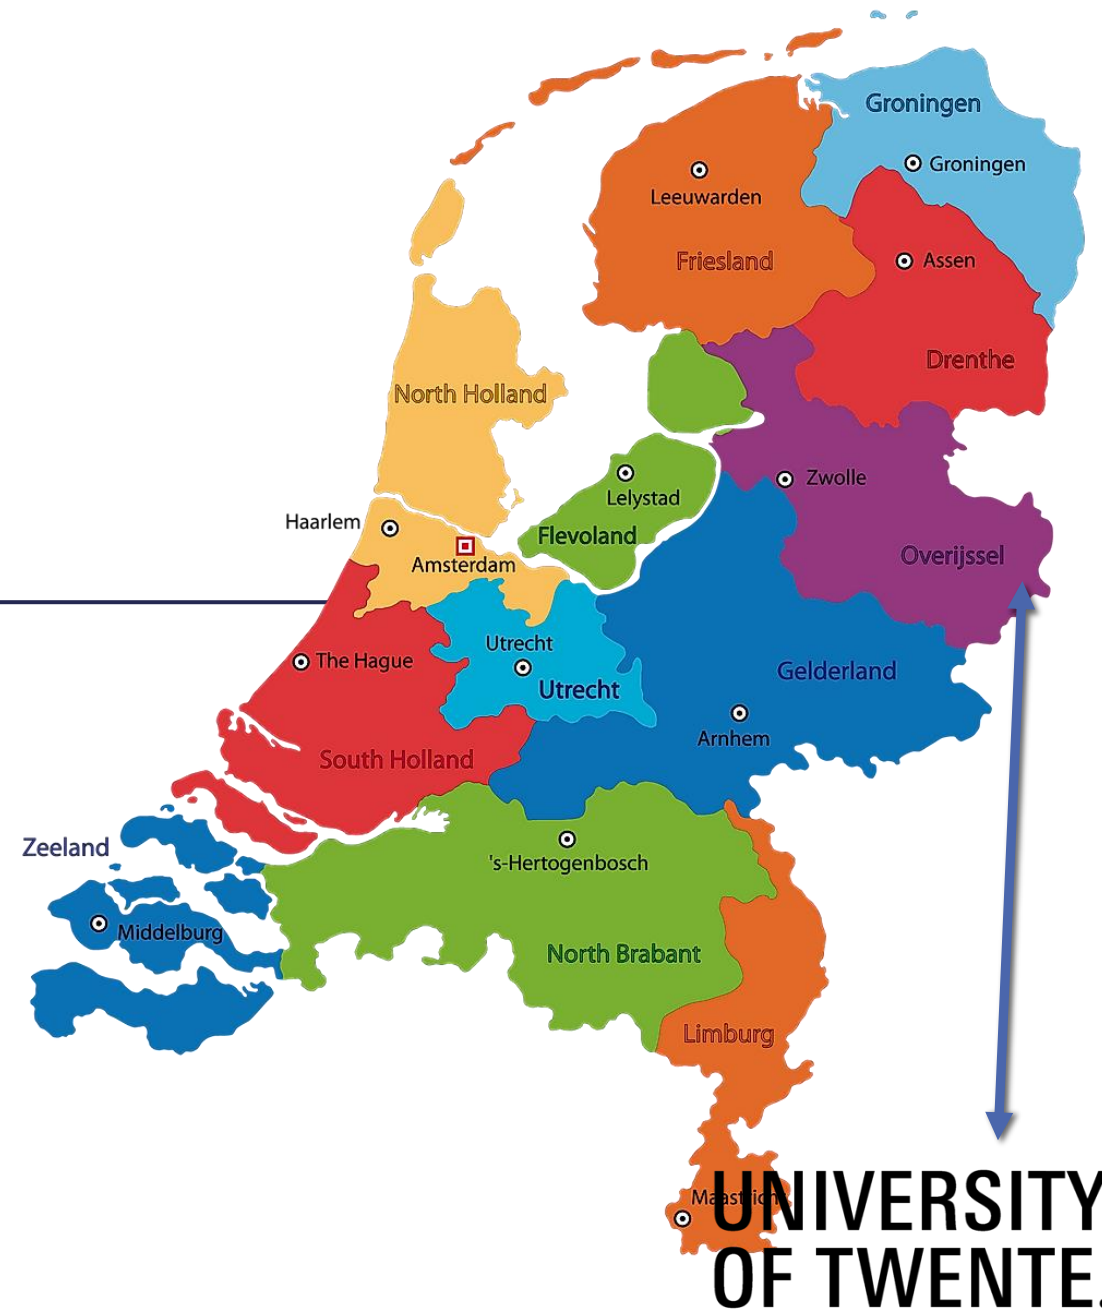 Groningen
Groningen
Leeuwarden
Friesland
Assen
Drenthe
North Holland
Zwolle
Lelystad
Haarlem
Flevoland
Amsterdam
Overijssel
Utrecht
The Hague
Utrecht
Gelderland
Arnhem
South Holland
Zeeland
's-Hertogenbosch
Middelburg
North Brabant
Limburg
Maastricht
UNIVERSITY
OF TWENTE.